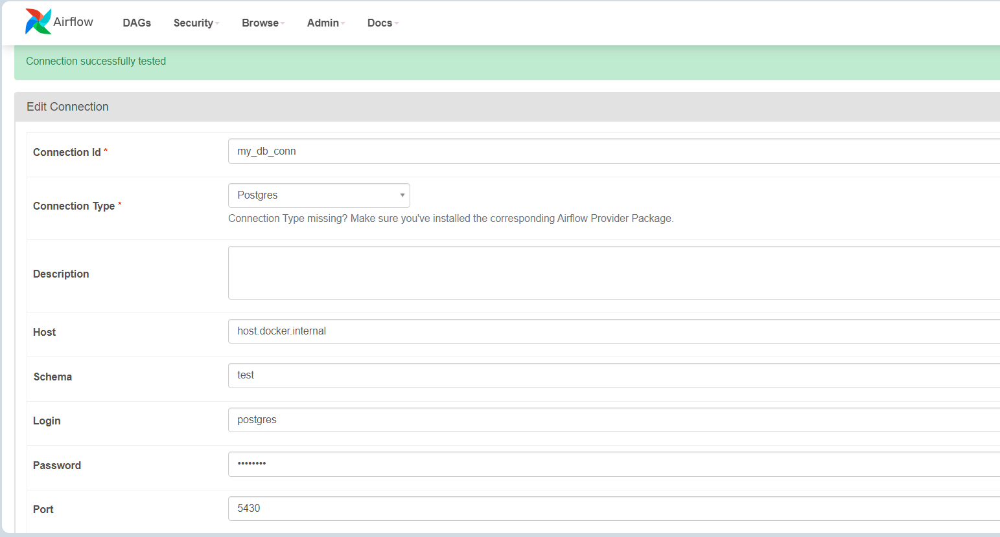 Airflow DAGs Security Browse Admin Docs
Connection successfully tested
Edit Connection
Connection Id * my_db_conn
Connection Type * Postgres
Connection Type missing? Make sure you've installed the corresponding Airflow Provider Package.
Description
Host host.docker.internal
Schema test
Login postgres
Password ••••••••
Port 5430